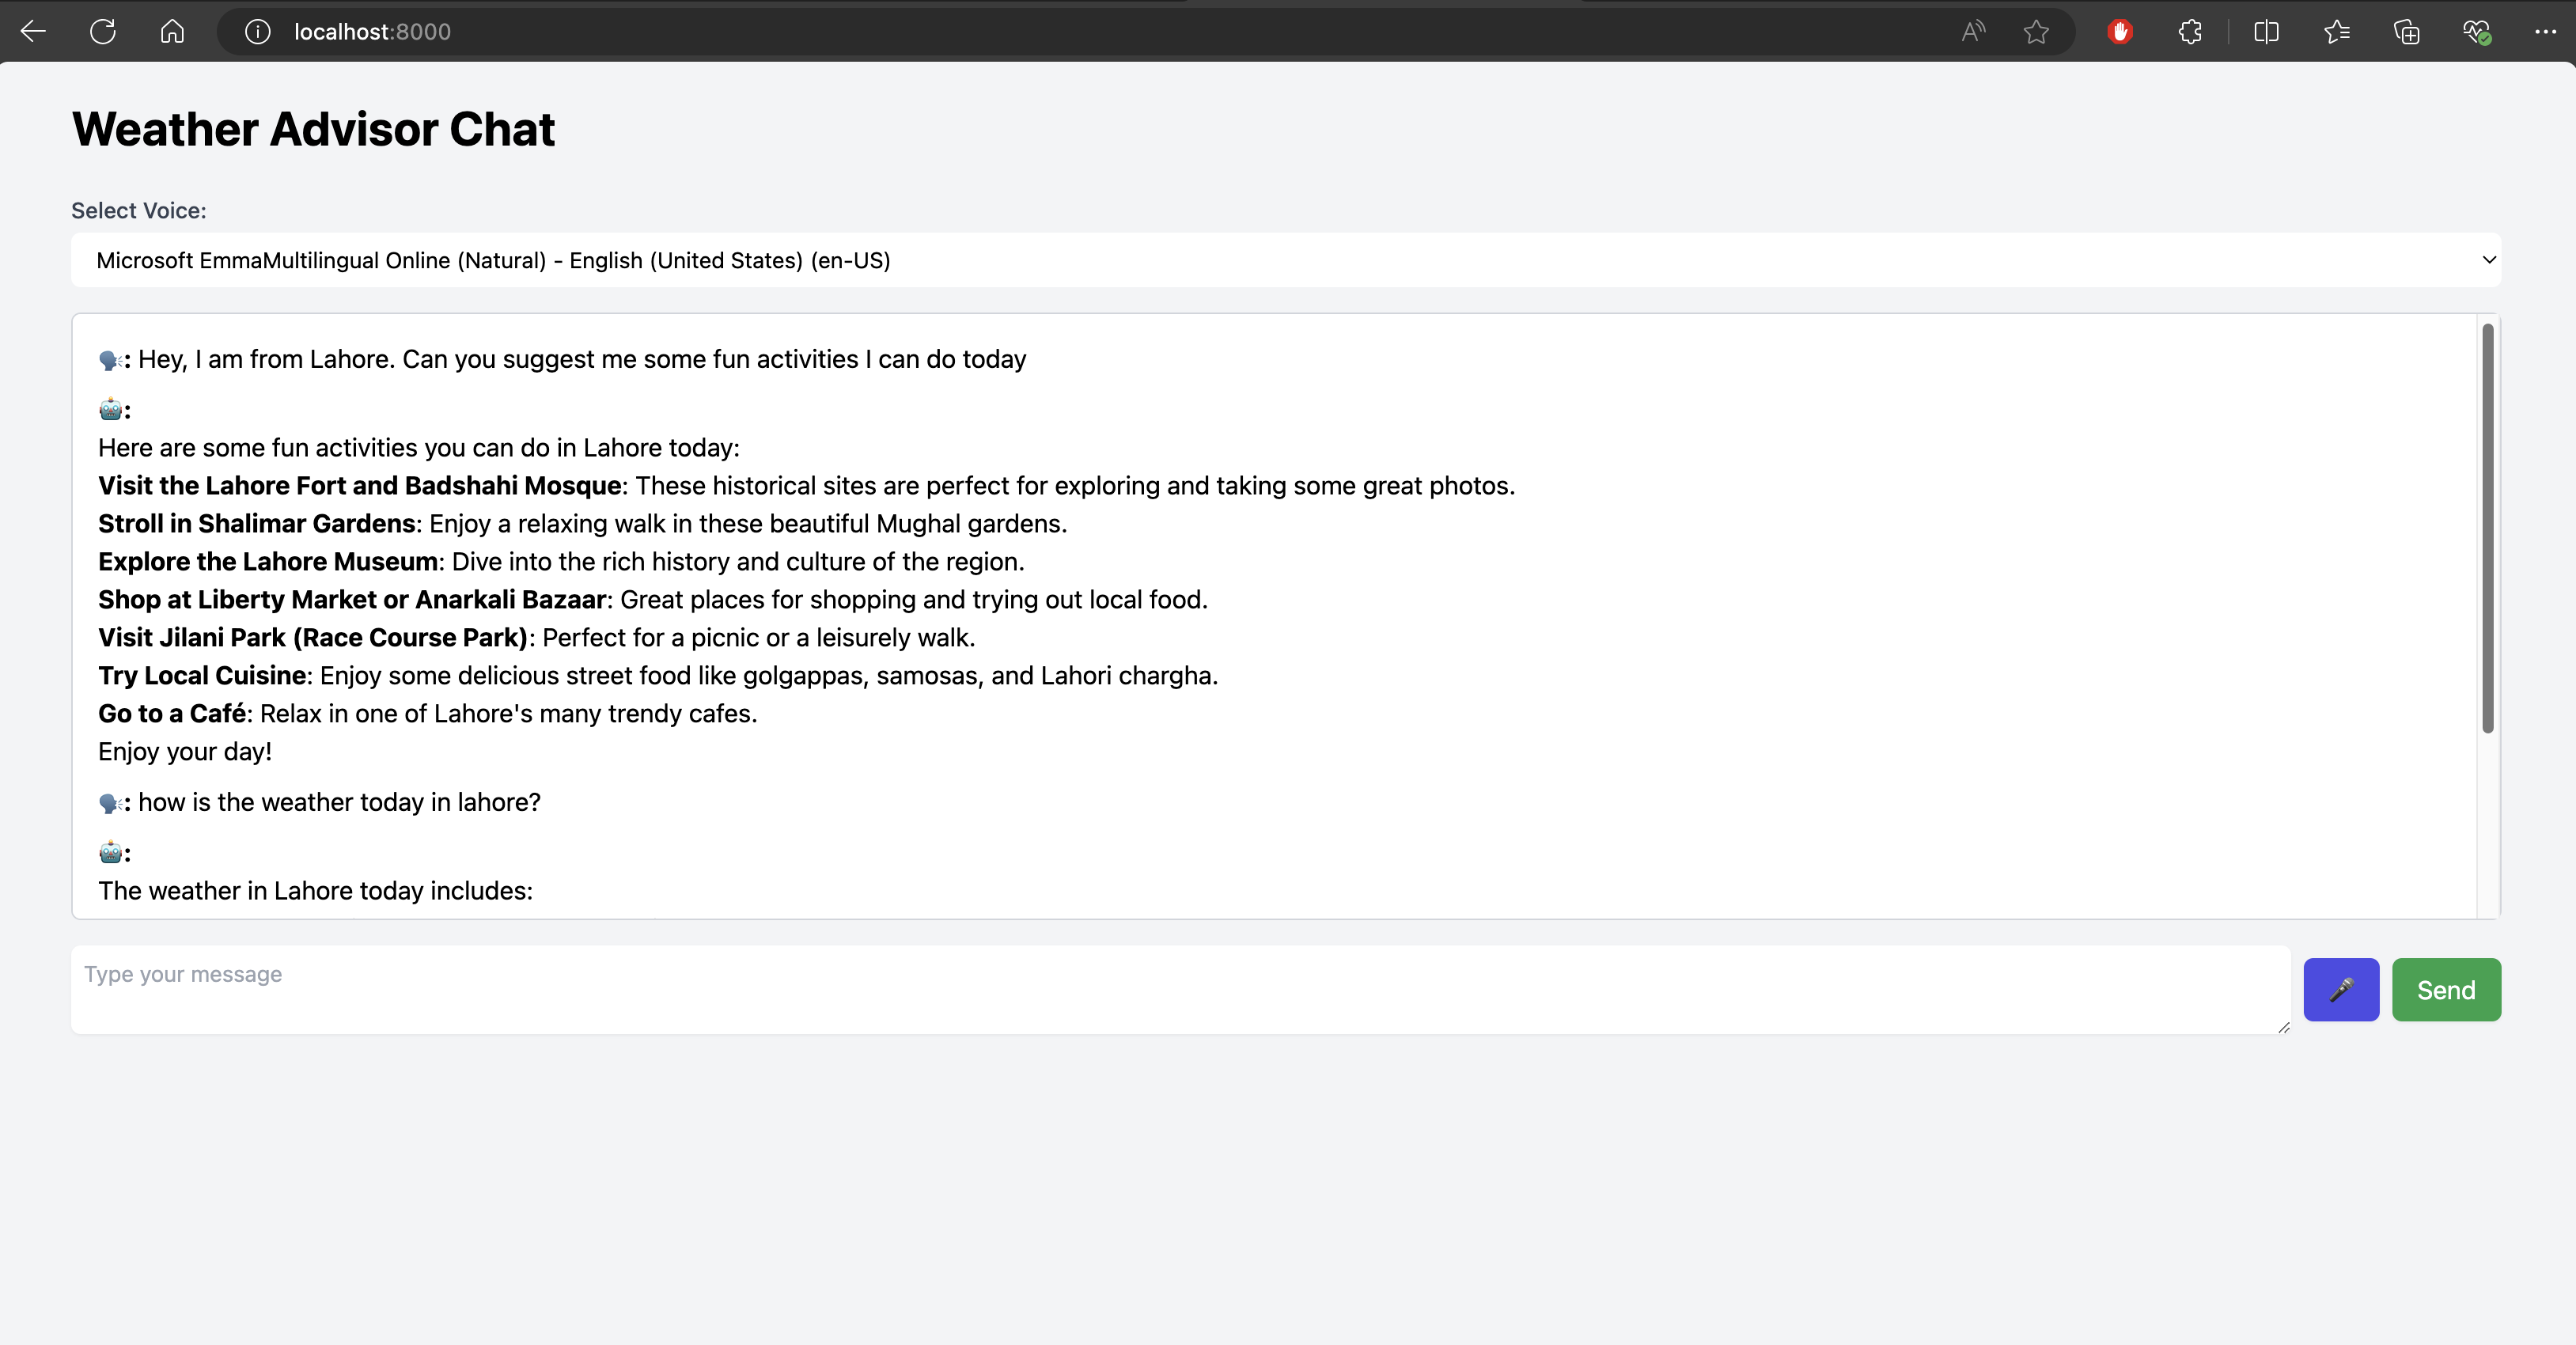 localhost:8000
Weather Advisor Chat
Select Voice:
Microsoft EmmaMultilingual Online (Natural) - English (United States) (en-US)
🗣️: Hey, I am from Lahore. Can you suggest me some fun activities I can do today
🤖:
Here are some fun activities you can do in Lahore today:
Visit the Lahore Fort and Badshahi Mosque: These historical sites are perfect for exploring and taking some great photos.
Stroll in Shalimar Gardens: Enjoy a relaxing walk in these beautiful Mughal gardens.
Explore the Lahore Museum: Dive into the rich history and culture of the region.
Shop at Liberty Market or Anarkali Bazaar: Great places for shopping and trying out local food.
Visit Jilani Park (Race Course Park): Perfect for a picnic or a leisurely walk.
Try Local Cuisine: Enjoy some delicious street food like golgappas, samosas, and Lahori chargha.
Go to a Café: Relax in one of Lahore's many trendy cafes.
Enjoy your day!
🗣️: how is the weather today in lahore?
🤖:
The weather in Lahore today includes:
Type your message
Send